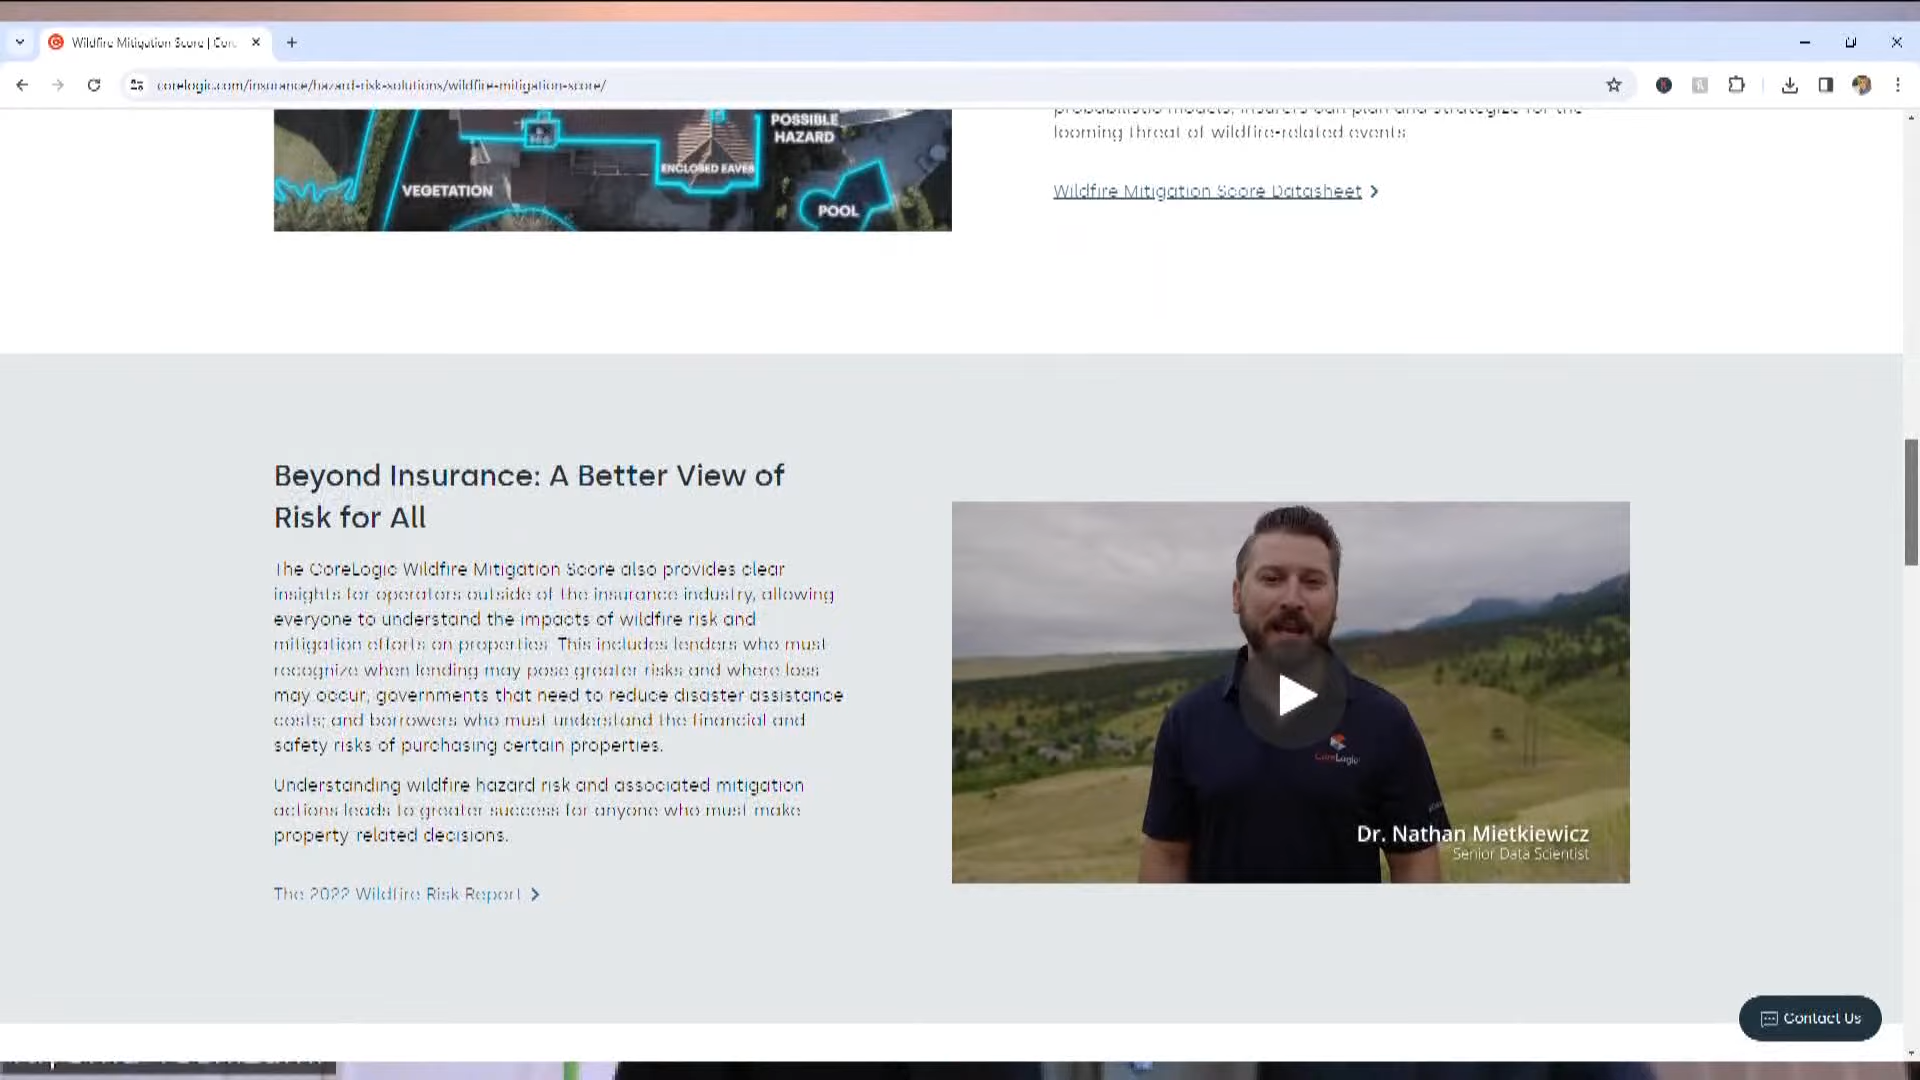 Wildfire Mitigation Score | Cor
corelogic.com/insurance/hazard-risk-solutions/wildfire-mitigation-score/
POSSIBLE
HAZARD
ENCLOSED EAVES
VEGETATION
POOL
probabilistic models, insurers can plan and strategize for the
looming threat of wildfire-related events
Wildfire Mitigation Score Datasheet
Beyond Insurance: A Better View of
Risk for All
The CoreLogic Wildfire Mitigation Score also provides clear
insights for operators outside of the insurance industry, allowing
everyone to understand the impacts of wildfire risk and
mitigation efforts on properties. This includes lenders who must
recognize when lending may pose greater risks and where loss
may occur; governments that need to reduce disaster assistance
costs; and borrowers who must understand the financial and
safety risks of purchasing certain properties.
Understanding wildfire hazard risk and associated mitigation
actions leads to greater success for anyone who must make
property related decisions.
The 2022 Wildfire Risk Report
CoreLogic
Dr. Nathan Mietkiewicz
Senior Data Scientist
Contact Us